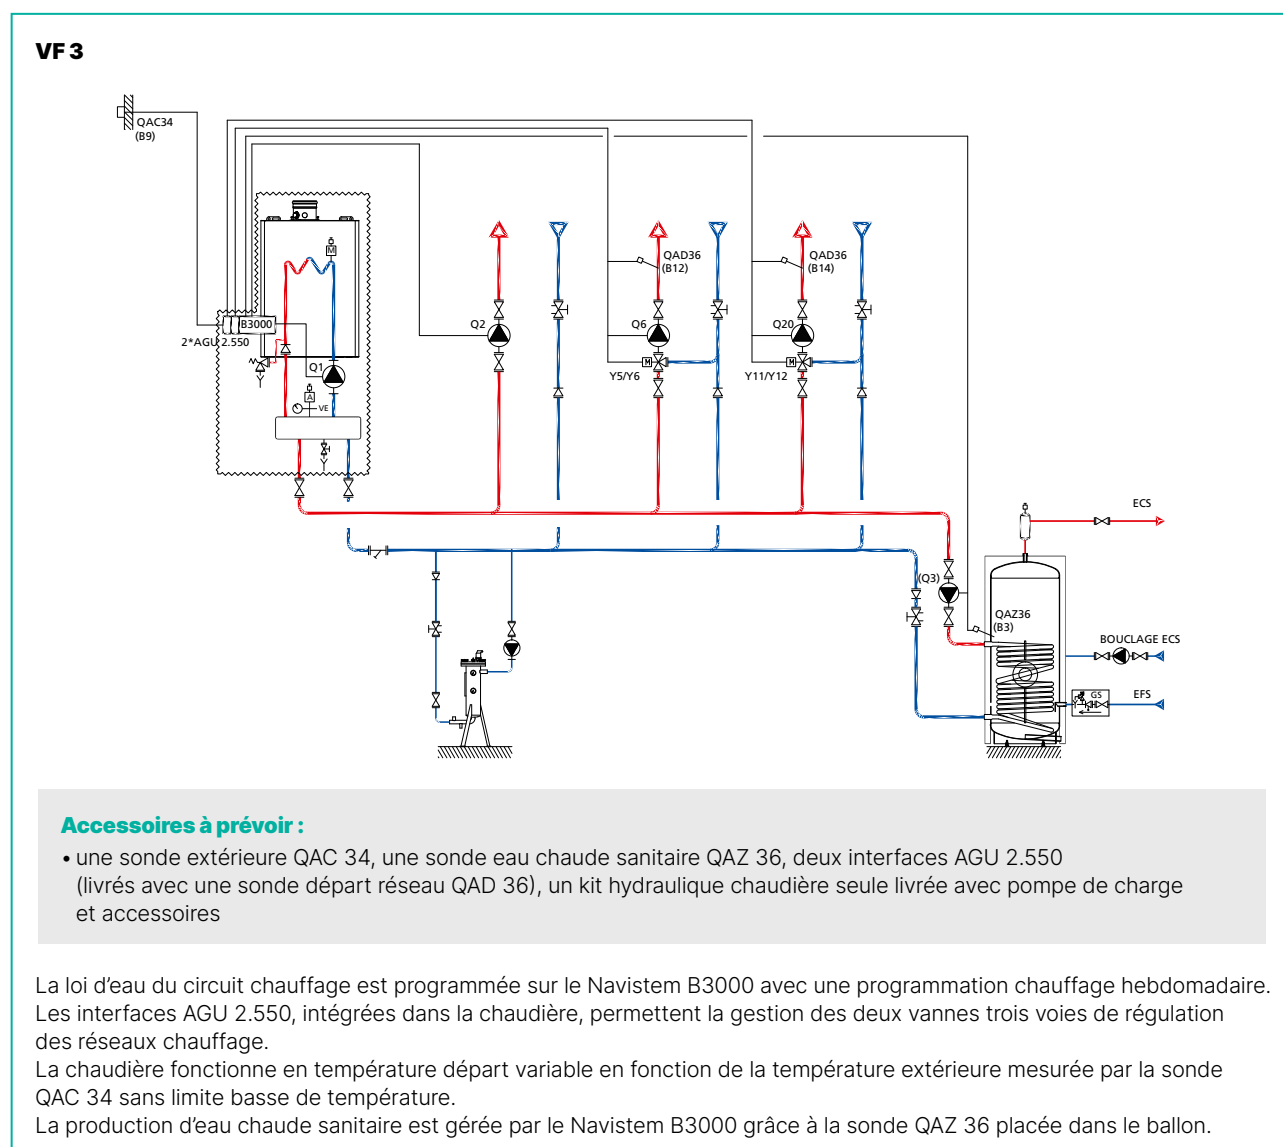 VF 3
QAC34
(B9)
M
QAD36
(B12)
QAD36
(B14)
B3000
2*AGU 2.550
Q1
Q2
Q6
Q20
M
M
Y5/Y6
Y11/Y12
A
VE
ECS
(Q3)
QAZ36
(B3)
BOUCLAGE ECS
GS
EFS
Accessoires à prévoir :
• une sonde extérieure QAC 34, une sonde eau chaude sanitaire QAZ 36, deux interfaces AGU 2.550
(livrés avec une sonde départ réseau QAD 36), un kit hydraulique chaudière seule livrée avec pompe de charge
et accessoires
La loi d’eau du circuit chauffage est programmée sur le Navistem B3000 avec une programmation chauffage hebdomadaire.
Les interfaces AGU 2.550, intégrées dans la chaudière, permettent la gestion des deux vannes trois voies de régulation
des réseaux chauffage.
La chaudière fonctionne en température départ variable en fonction de la température extérieure mesurée par la sonde
QAC 34 sans limite basse de température.
La production d’eau chaude sanitaire est gérée par le Navistem B3000 grâce à la sonde QAZ 36 placée dans le ballon.